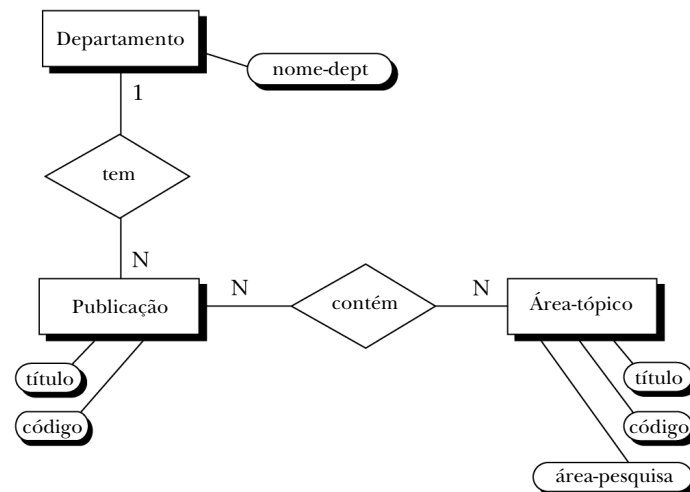 Departamento
nome-dept
1
tem
N
Publicação
N
contém
N
Área-tópico
título
código
título
código
área-pesquisa